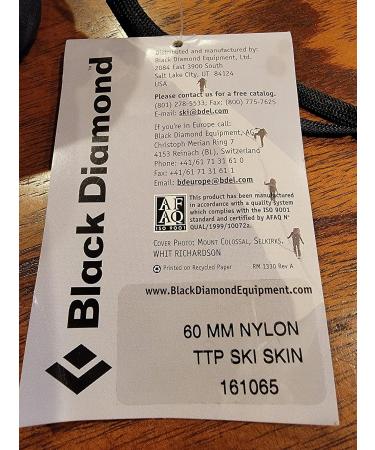 Black Diamond™
Distributed and manufactured by:
Black Diamond Equipment, Ltd.
2084 East 3900 South
Salt Lake City, UT 84124
USA
Please contact us for a free catalog.
(801) 278-5533; Fax: (800) 775-7625
E-mail: ski@bdel.com
If you're in Europe call:
Black Diamond Equipment, AG
Christoph Merian Ring 7
4153 Reinach (BL), Switzerland
Phone: +41/61 71 31 61 0
Fax: +41/61 71 31 61 1
Email: bdeurope@bdel.com
AF
AQ
ISO 9001
This product has been manufactured
in accordance with a quality system
which complies with the ISO 9001
standard and certified by AFAQ N°
QUAL/1999/10072a.
Cover Photo: Mount Colossal, Selkirks.
Whit Richardson
Printed on Recycled Paper
RM 1330 Rev A
www.BlackDiamondEquipment.com
60 MM NYLON
TTP SKI SKIN
161065